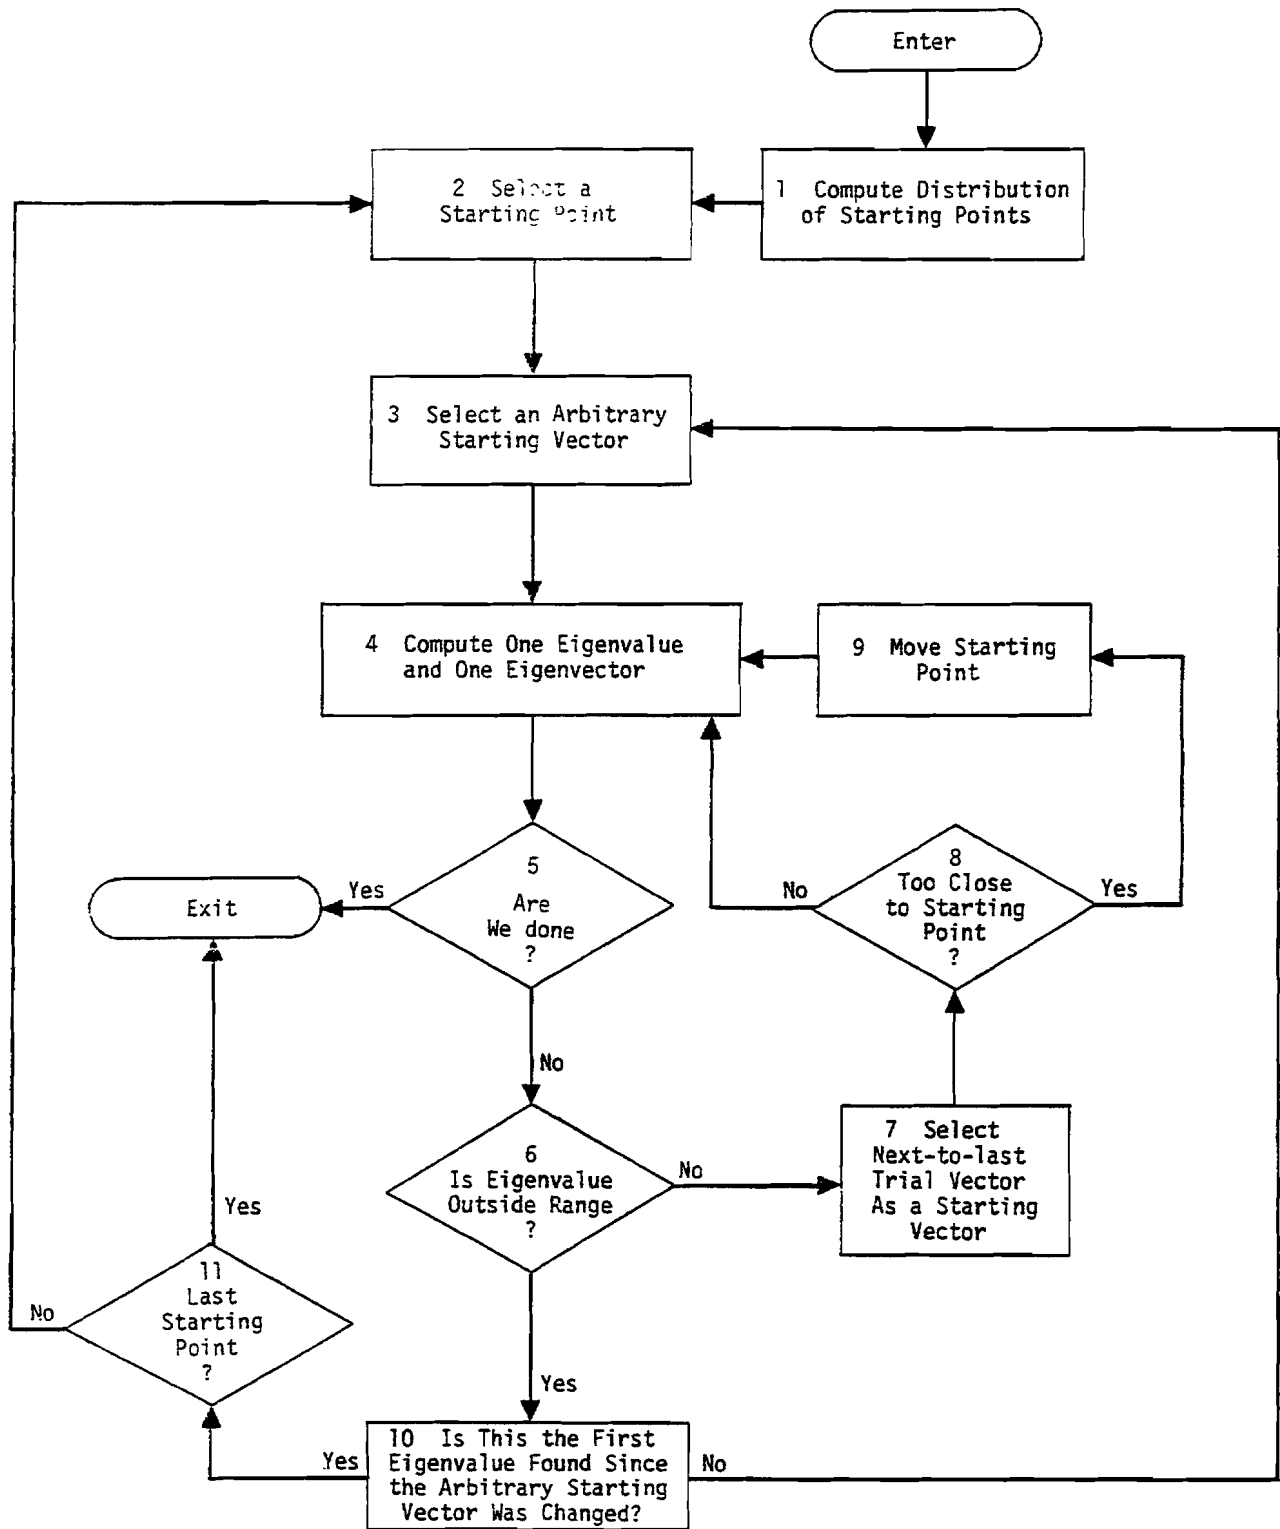 Enter
1 Compute Distribution
of Starting Points
2 Select a
Starting Point
3 Select an Arbitrary
Starting Vector
4 Compute One Eigenvalue
and One Eigenvector
9 Move Starting
Point
5
Are
We done
?
Yes
Exit
No
8
Too Close
to Starting
Point
?
No
Yes
6
Is Eigenvalue
Outside Range
?
No
7 Select
Next-to-last
Trial Vector
As a Starting
Vector
Yes
11
Last
Starting
Point
?
Yes
No
10 Is This the First
Eigenvalue Found Since
the Arbitrary Starting
Vector Was Changed?
Yes
No